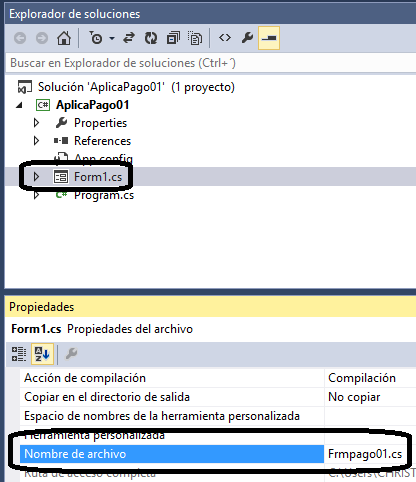 Explorador de soluciones
Buscar en Explorador de soluciones (Ctrl+´)
Solución 'AplicaPago01' (1 proyecto)
C# AplicaPago01
Properties
References
App.config
Form1.cs
C# Program.cs
Propiedades
Form1.cs Propiedades del archivo
Acción de compilación Compilación
Copiar en el directorio de salida No copiar
Espacio de nombres de la herramienta personalizada
Herramienta personalizada
Nombre de archivo Frmpago01.cs
Ruta de acceso completa C:\Users\CHRIST